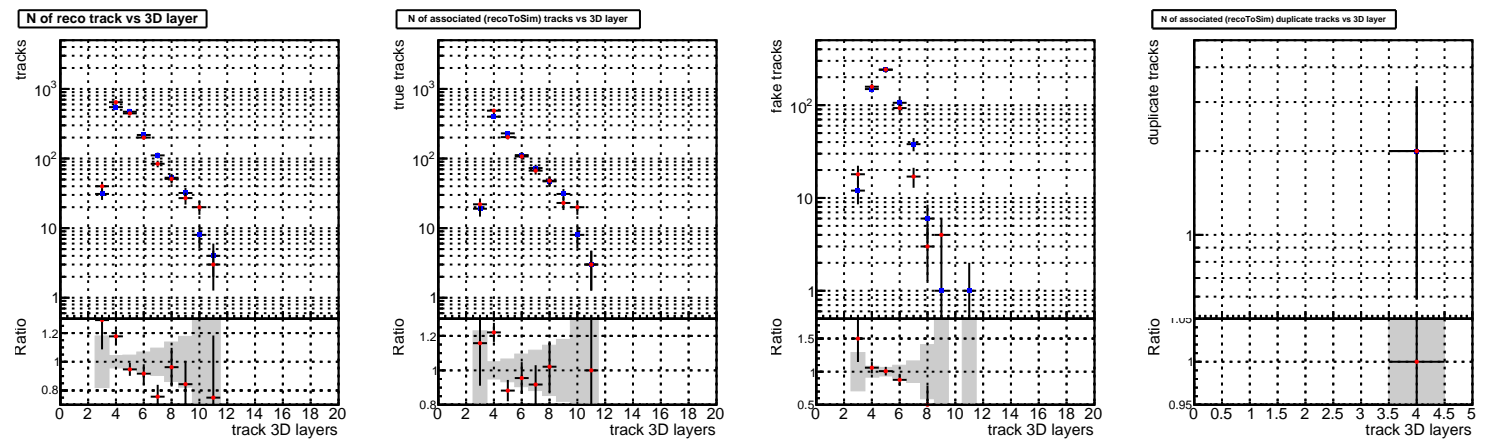 N of reco track vs 3D layer
tracks
10³
10²
10
1
Ratio
1.2
1
0.8
0 2 4 6 8 10 12 14 16 18 20
track 3D layers
N of associated (recoToSim) tracks vs 3D layer
true tracks
10³
10²
10
1
Ratio
1.2
1
0.8
0 2 4 6 8 10 12 14 16 18 20
track 3D layers
fake tracks
10²
10
1
Ratio
1.5
1
0.5
0 2 4 6 8 10 12 14 16 18 20
track 3D layers
N of associated (recoToSim) duplicate tracks vs 3D layer
duplicate tracks
1
Ratio
1.05
1
0.95
0 0.5 1 1.5 2 2.5 3 3.5 4 4.5 5
track 3D layers